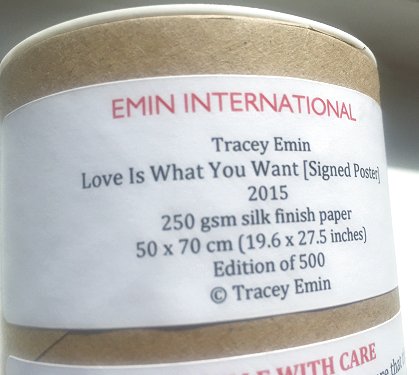 EMIN INTERNATIONAL
Tracey Emin
Love Is What You Want [Signed Poster]
2015
250 gsm silk finish paper
50 x 70 cm (19.6 x 27.5 inches)
Edition of 500
© Tracey Emin
WITH CARE
that